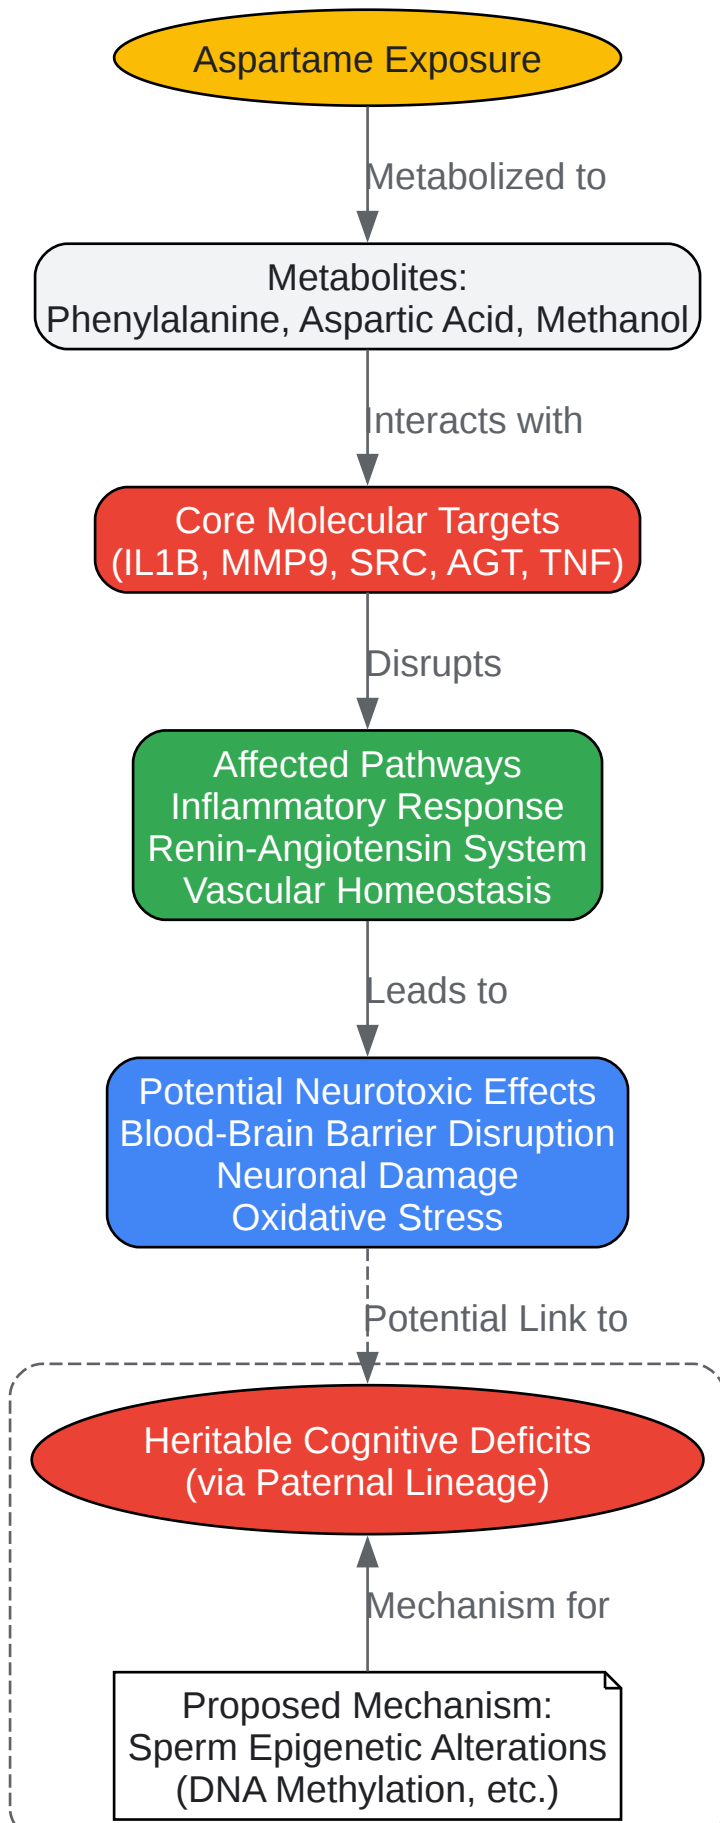 Aspartame Exposure
Metabolized to
Metabolites:
Phenylalanine, Aspartic Acid, Methanol
Interacts with
Core Molecular Targets
(IL1B, MMP9, SRC, AGT, TNF)
Disrupts
Affected Pathways
Inflammatory Response
Renin-Angiotensin System
Vascular Homeostasis
Leads to
Potential Neurotoxic Effects
Blood-Brain Barrier Disruption
Neuronal Damage
Oxidative Stress
Potential Link to
Heritable Cognitive Deficits
(via Paternal Lineage)
Mechanism for
Proposed Mechanism:
Sperm Epigenetic Alterations
(DNA Methylation, etc.)